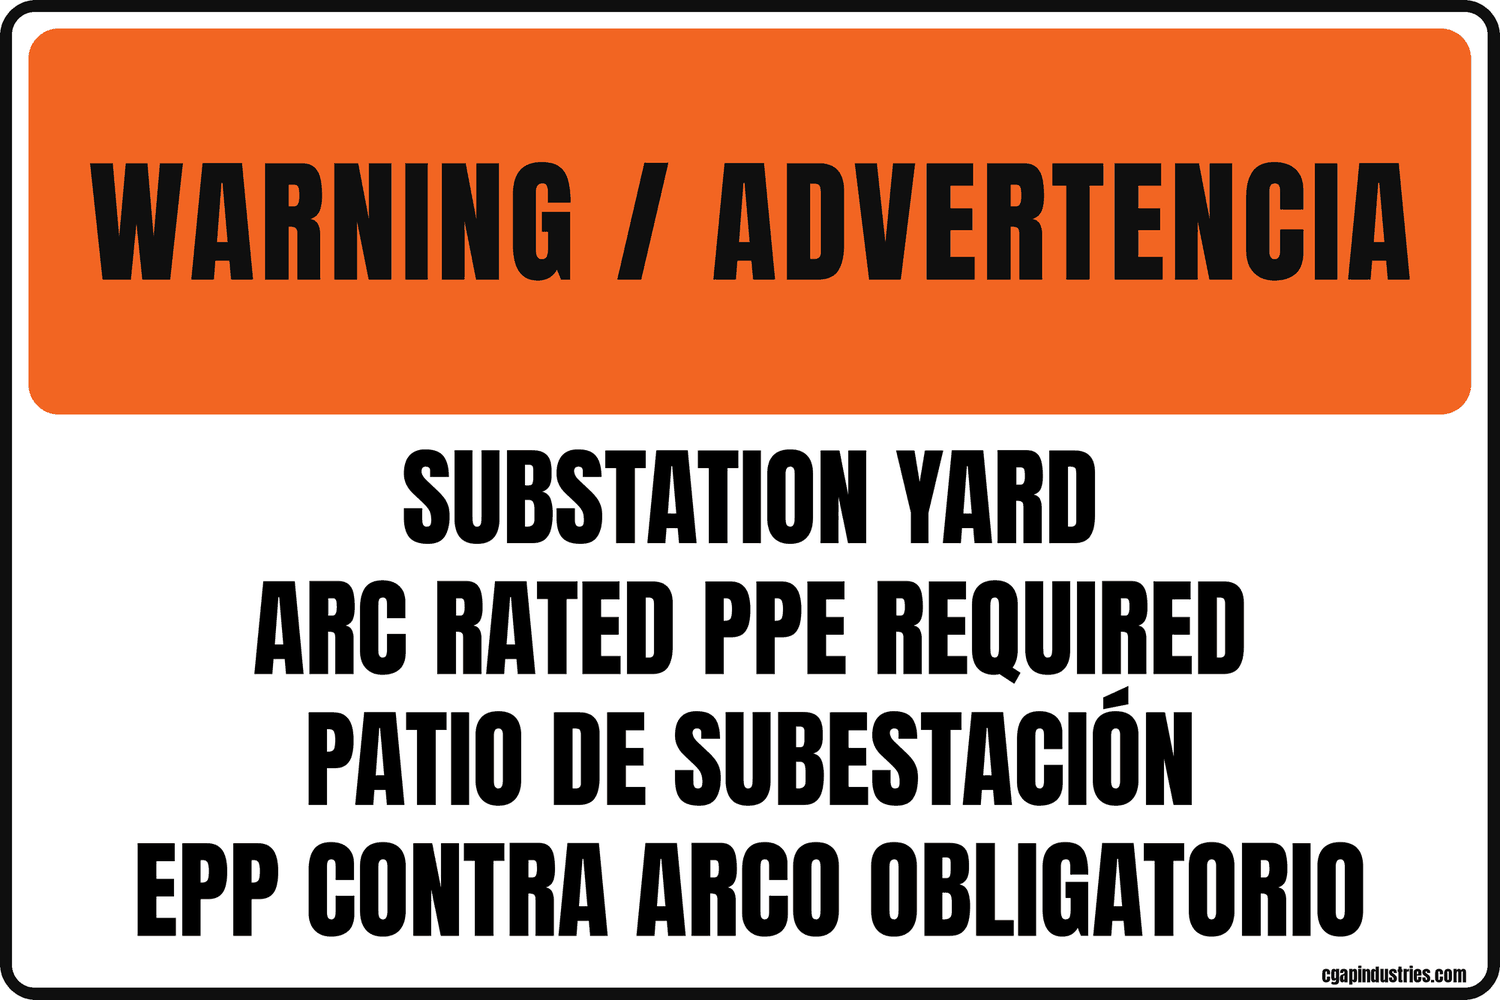 WARNING / ADVERTENCIA
SUBSTATION YARD
ARC RATED PPE REQUIRED
PATIO DE SUBESTACIÓN
EPP CONTRA ARCO OBLIGATORIO
cgapindustries.com